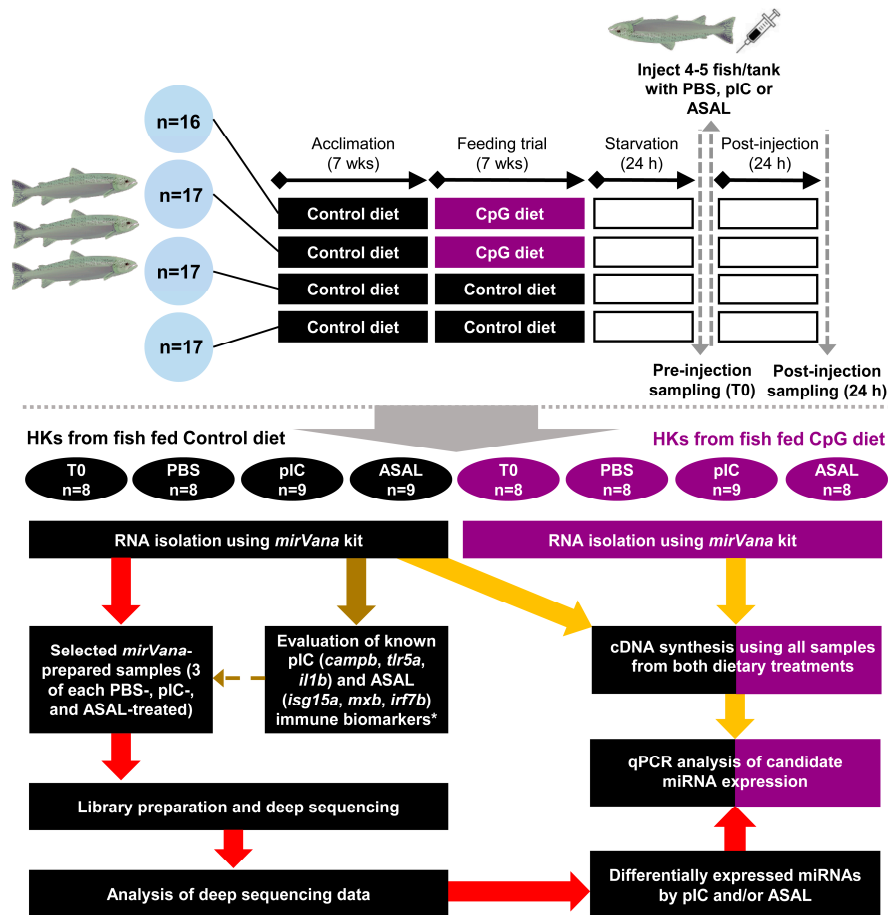 Inject 4-5 fish/tank
with PBS, pIC or
ASAL
n=16
n=17
n=17
n=17
Acclimation
(7 wks)
Feeding trial
(7 wks)
Starvation
(24 h)
Post-injection
(24 h)
Control diet
CpG diet
Control diet
CpG diet
Control diet
Control diet
Control diet
Control diet
Pre-injection
sampling (T0)
Post-injection
sampling (24 h)
HKs from fish fed Control diet
HKs from fish fed CpG diet
T0
n=8
PBS
n=8
pIC
n=9
ASAL
n=9
T0
n=8
PBS
n=8
pIC
n=9
ASAL
n=8
RNA isolation using mirVana kit
RNA isolation using mirVana kit
Selected mirVana-
prepared samples (3
of each PBS-, pIC-,
and ASAL-treated)
Evaluation of known
pIC (campb, tlr5a,
il1b) and ASAL
(isg15a, mxb, irf7b)
immune biomarkers*
cDNA synthesis using all samples
from both dietary treatments
qPCR analysis of candidate
miRNA expression
Library preparation and deep sequencing
Analysis of deep sequencing data
Differentially expressed miRNAs
by pIC and/or ASAL